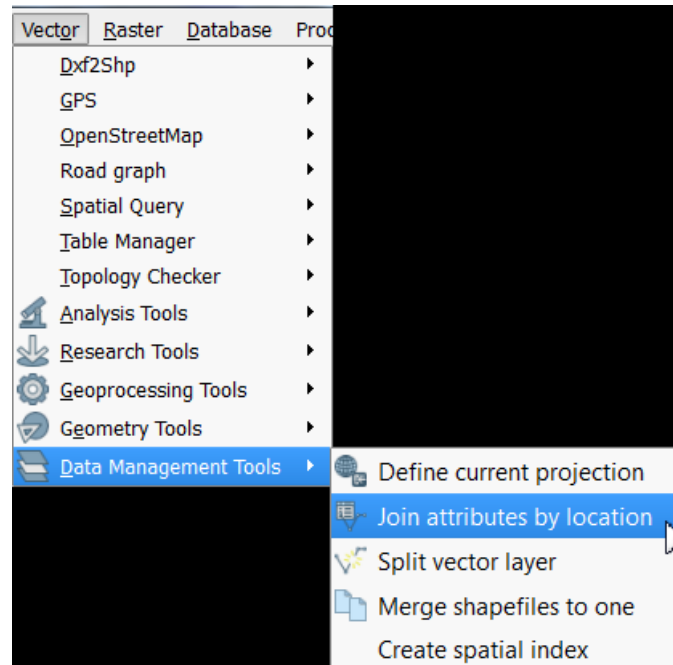 Vector Raster Database Proc
Dxf2Shp
GPS
OpenStreetMap
Road graph
Spatial Query
Table Manager
Topology Checker
Analysis Tools
Research Tools
Geoprocessing Tools
Geometry Tools
Data Management Tools
Define current projection
Join attributes by location
Split vector layer
Merge shapefiles to one
Create spatial index